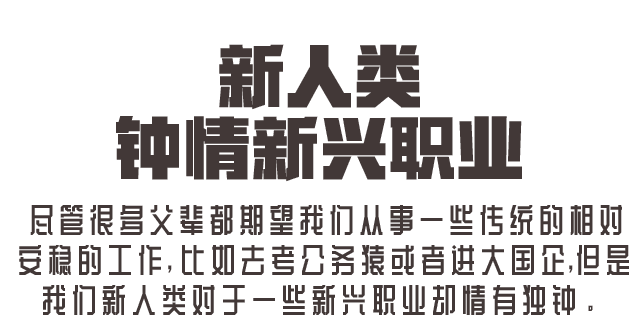 新人类
钟情新兴职业
尽管很多父辈都期望我们从事一些传统的相对
安稳的工作,比如去考公务猿或者进大国企,但是
我们新人类对于一些新兴职业却情有独钟。